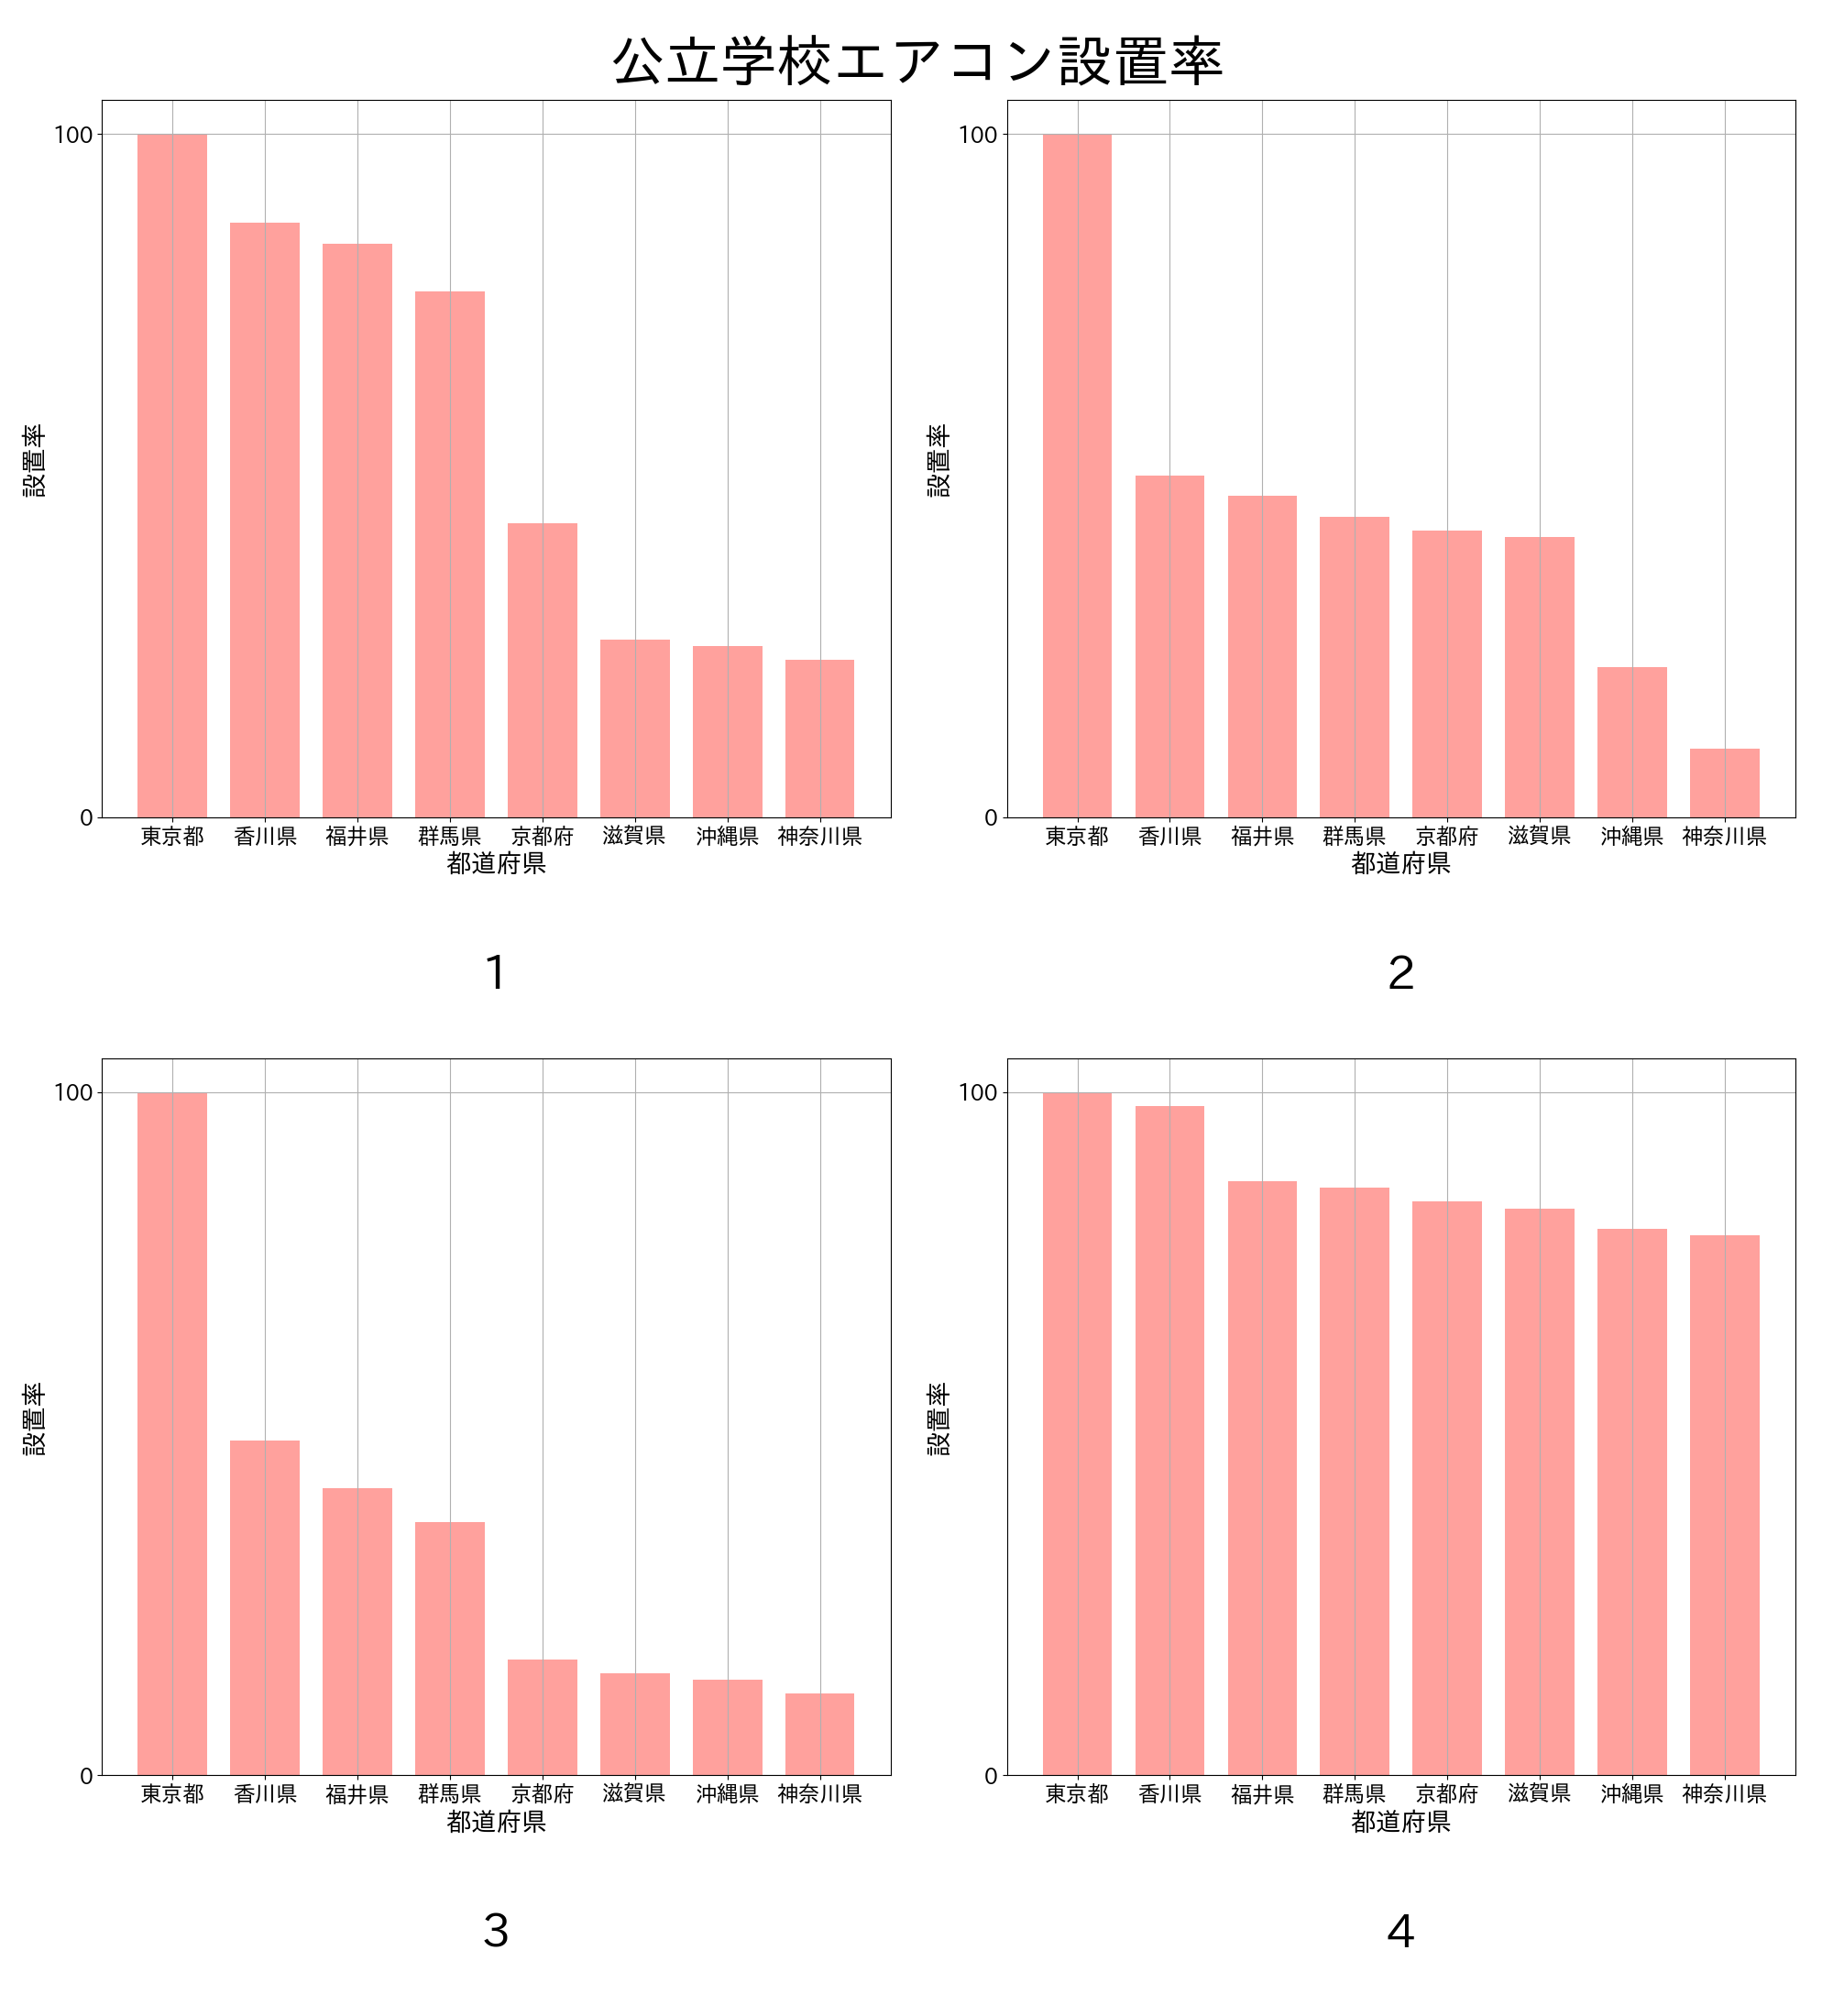 公立学校エアコン設置率
100
設置率
0
東京都 香川県 福井県 群馬県 京都府 滋賀県 沖縄県 神奈川県
都道府県
1
100
設置率
0
東京都 香川県 福井県 群馬県 京都府 滋賀県 沖縄県 神奈川県
都道府県
2
100
設置率
0
東京都 香川県 福井県 群馬県 京都府 滋賀県 沖縄県 神奈川県
都道府県
3
100
設置率
0
東京都 香川県 福井県 群馬県 京都府 滋賀県 沖縄県 神奈川県
都道府県
4